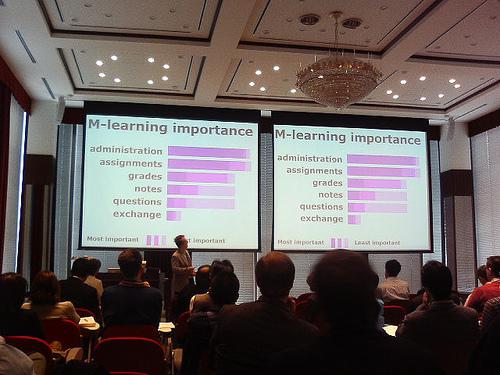 M-learning importance
administration
assignments
grades
notes
questions
exchange
Most important important
M-learning importance
administration
assignments
grades
notes
questions
exchange
Most important Least important